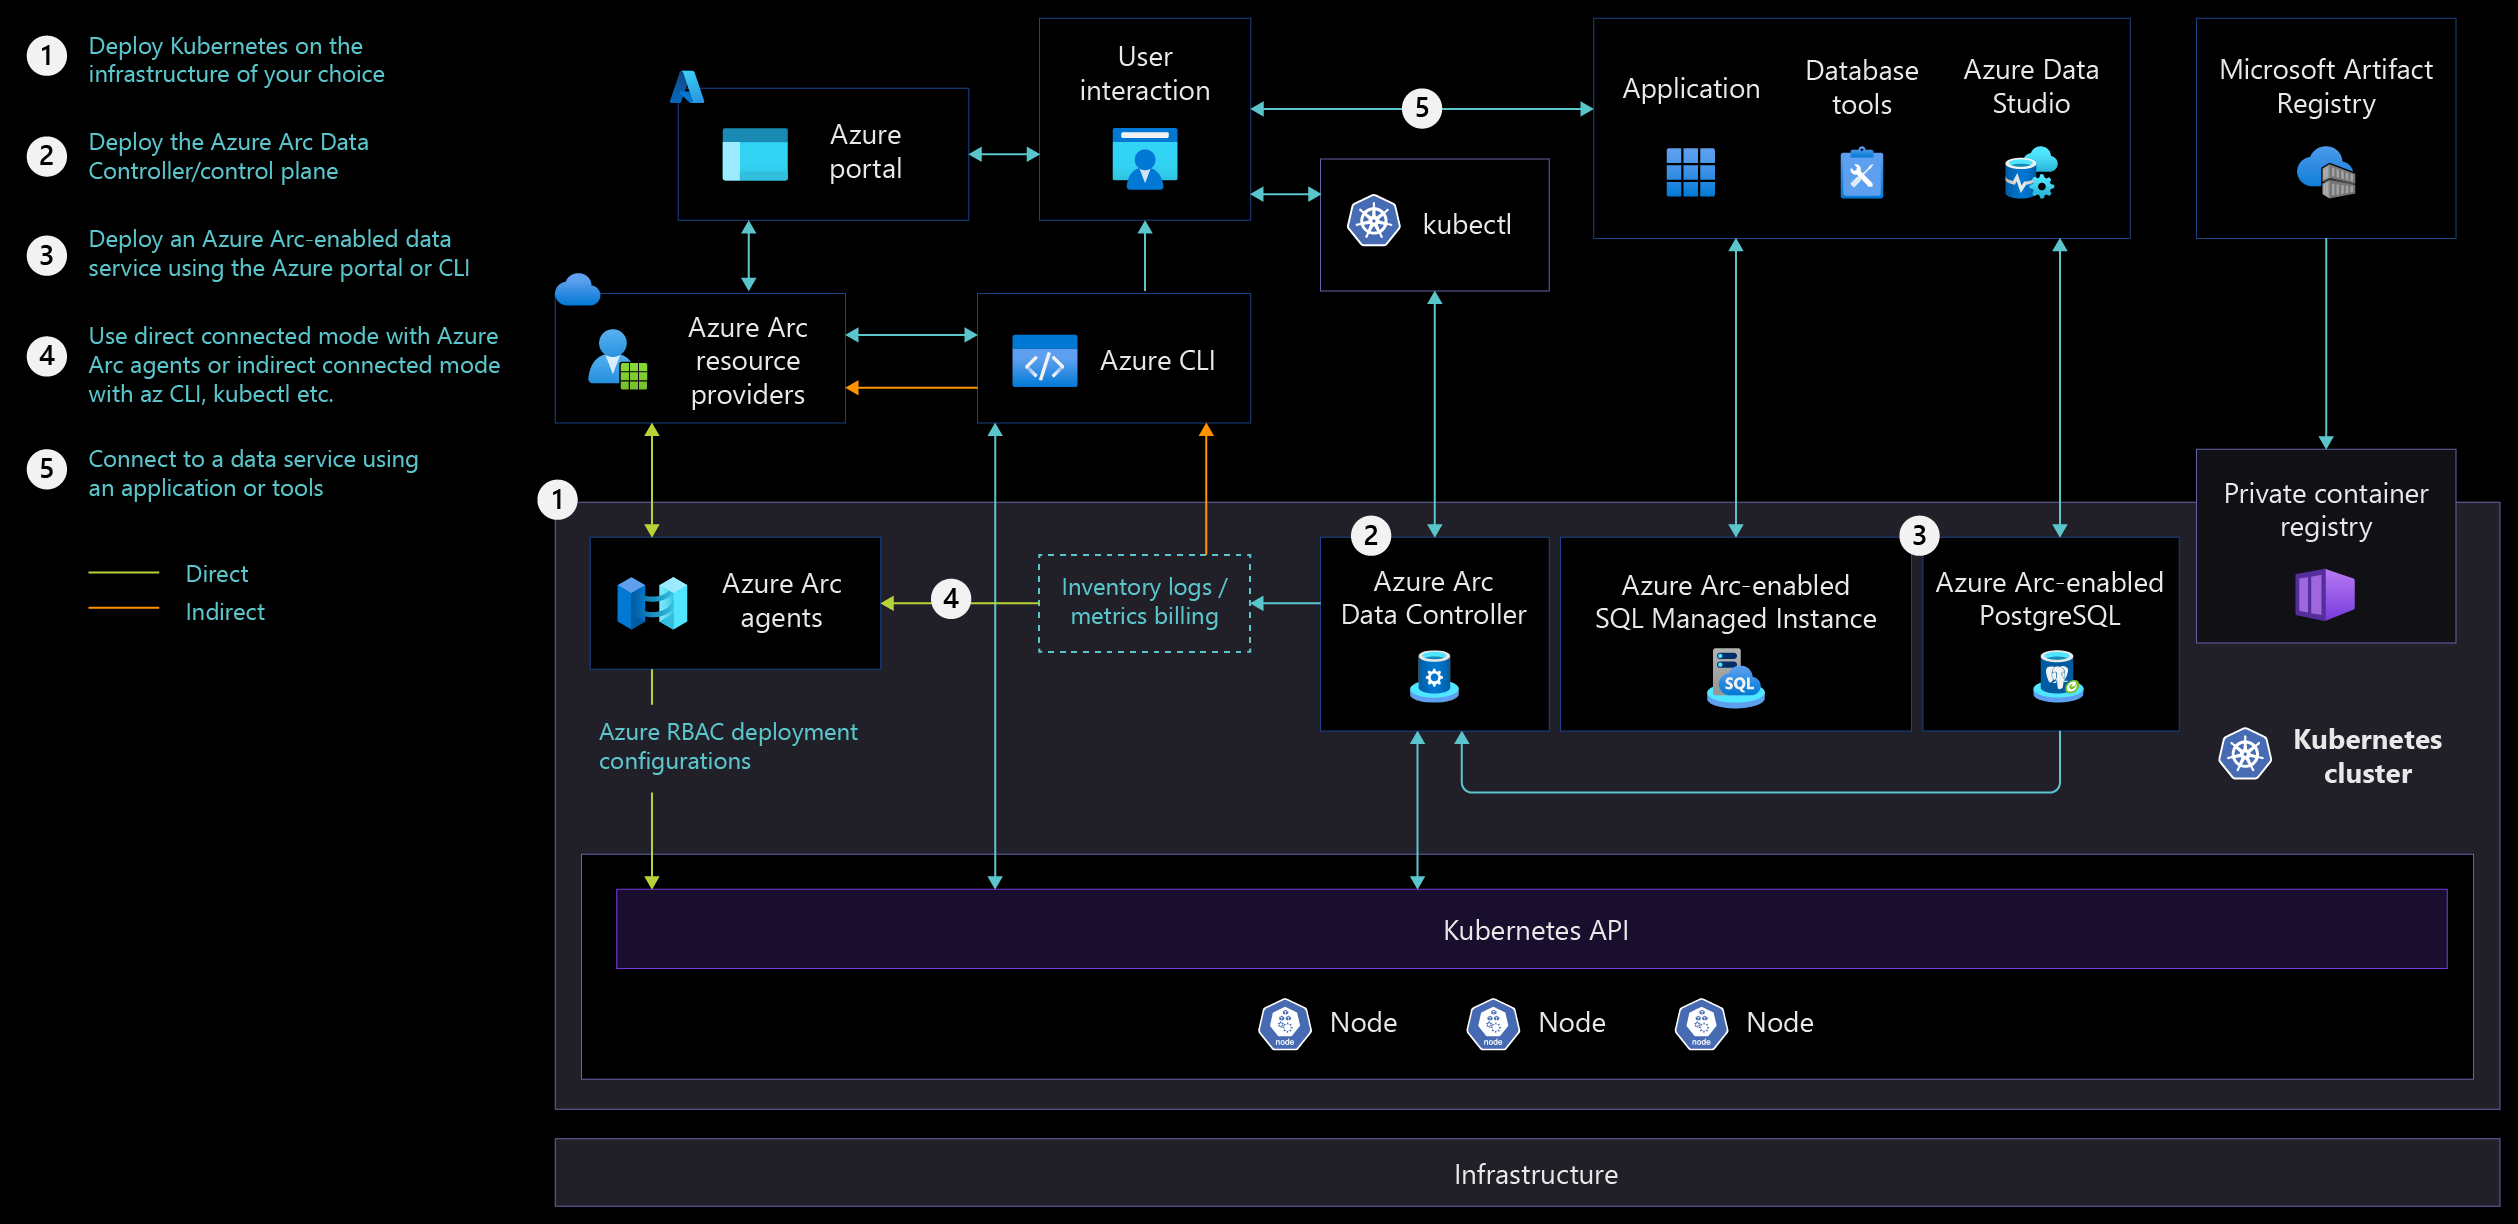 1
Deploy Kubernetes on the
infrastructure of your choice
2
Deploy the Azure Arc Data
Controller/control plane
3
Deploy an Azure Arc-enabled data
service using the Azure portal or CLI
4
Use direct connected mode with Azure
Arc agents or indirect connected mode
with az CLI, kubectl etc.
5
Connect to a data service using
an application or tools
Direct
Indirect
Azure
portal
User
interaction
5
kubectl
Application
Database
tools
Azure Data
Studio
Microsoft Artifact
Registry
Azure Arc
resource
providers
Azure CLI
Private container
registry
1
Azure Arc
agents
4
Inventory logs /
metrics billing
2
Azure Arc
Data Controller
Azure Arc-enabled
SQL Managed Instance
SQL
3
Azure Arc-enabled
PostgreSQL
Azure RBAC deployment
configurations
Kubernetes
cluster
Kubernetes API
node
Node
node
Node
node
Node
Infrastructure